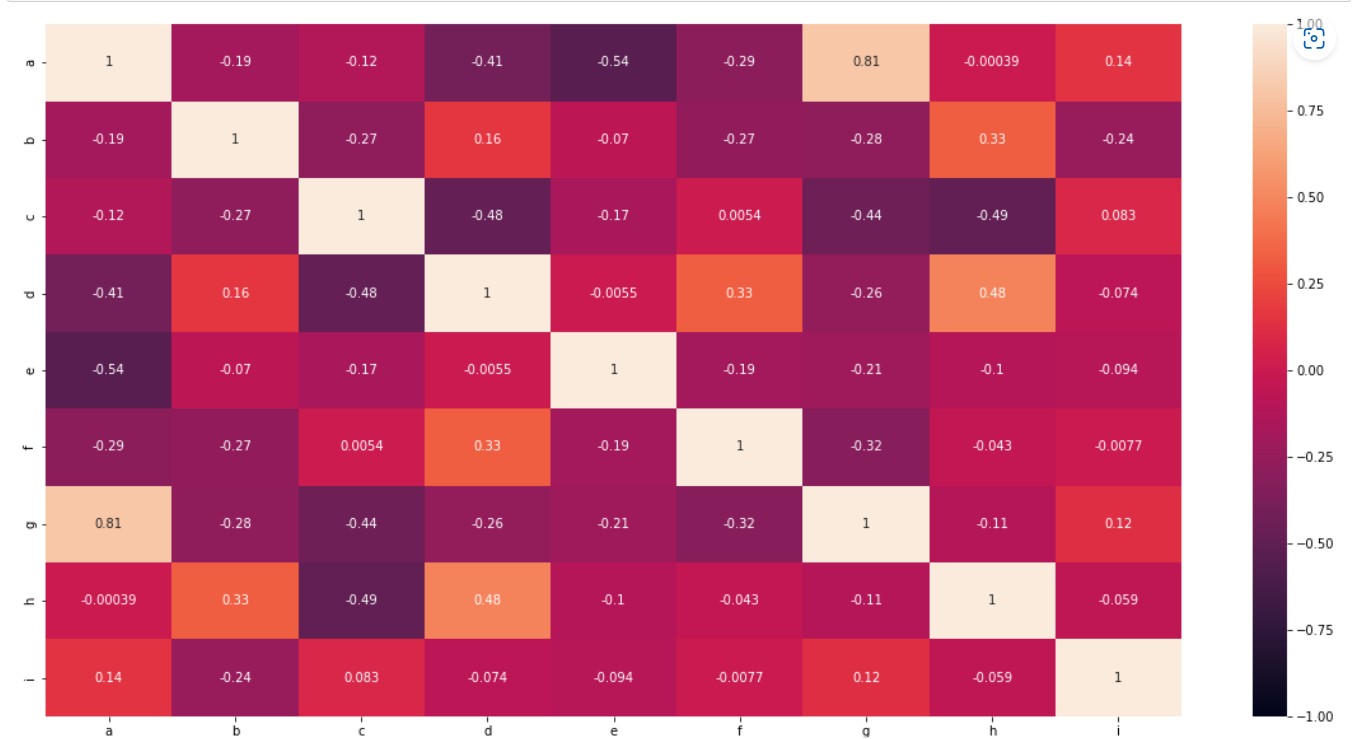 a 1 -0.19 -0.12 -0.41 -0.54 -0.29 0.81 -0.00039 0.14
b -0.19 1 -0.27 0.16 -0.07 -0.27 -0.28 0.33 -0.24
c -0.12 -0.27 1 -0.48 -0.17 0.0054 -0.44 -0.49 0.083
d -0.41 0.16 -0.48 1 -0.0055 0.33 -0.26 0.48 -0.074
e -0.54 -0.07 -0.17 -0.0055 1 -0.19 -0.21 -0.1 -0.094
f -0.29 -0.27 0.0054 0.33 -0.19 1 -0.32 -0.043 -0.0077
g 0.81 -0.28 -0.44 -0.26 -0.21 -0.32 1 -0.11 0.12
h -0.00039 0.33 -0.49 0.48 -0.1 -0.043 -0.11 1 -0.059
i 0.14 -0.24 0.083 -0.074 -0.094 -0.0077 0.12 -0.059 1
a b c d e f g h i
1.00
0.75
0.50
0.25
0.00
−0.25
−0.50
−0.75
−1.00